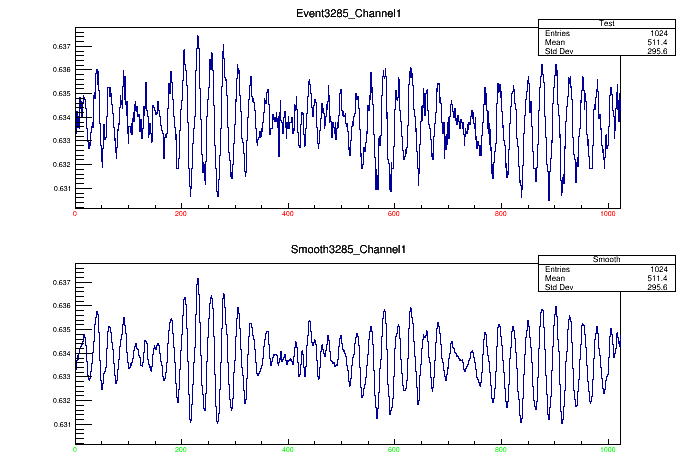 Event3285_Channel1
Test
Entries 1024
Mean 511.4
Std Dev 295.6
0.637
0.636
0.635
0.634
0.633
0.632
0.631
0 200 400 600 800 1000
Smooth3285_Channel1
Smooth
Entries 1024
Mean 511.4
Std Dev 295.6
0.637
0.636
0.635
0.634
0.633
0.632
0.631
0 200 400 600 800 1000